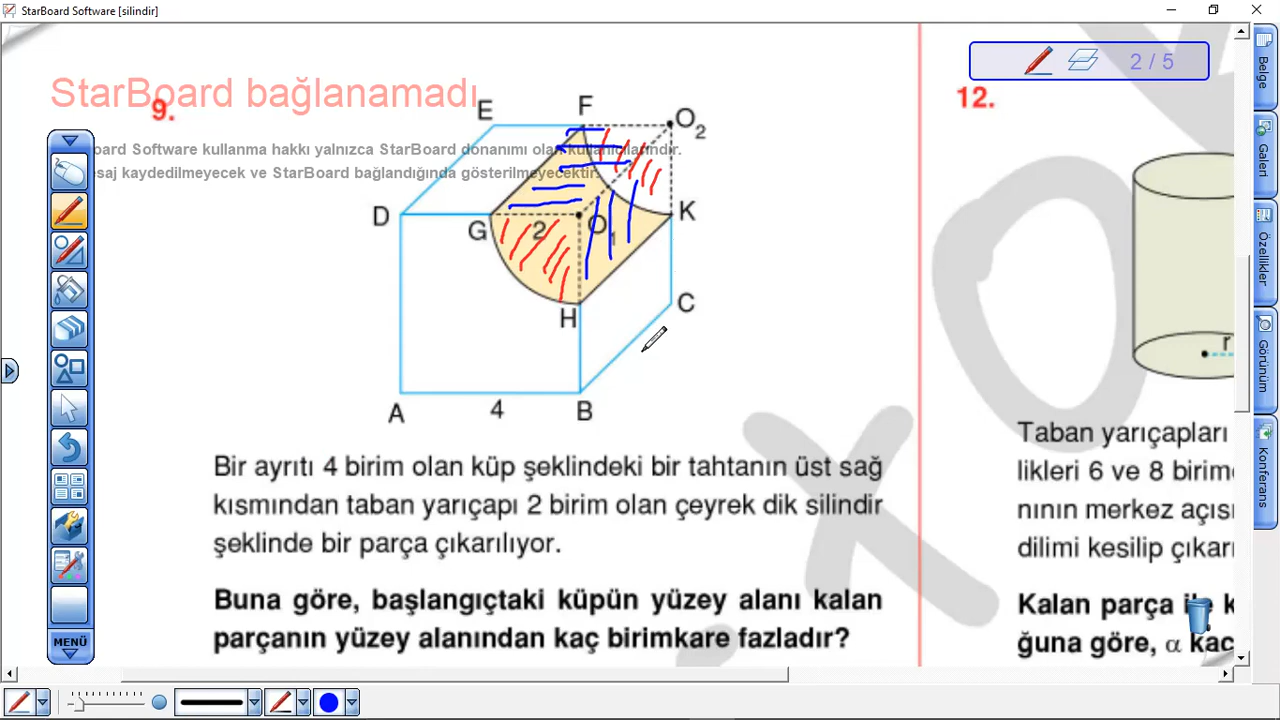 StarBoard Software [silindir]
StarBoard bağlanamadı
board Software kullanma hakkı yalnızca StarBoard donanımı olan kullanıcılarındır.
esaj kaydedilmeyecek ve StarBoard bağlandığında gösterilmeyecektir.
2 / 5
9.
E
F
O2
D
G
2
O1
K
H
C
A
4
B
Bir ayrıtı 4 birim olan küp şeklindeki bir tahtanın üst sağ
kısmından taban yarıçapı 2 birim olan çeyrek dik silindir
şeklinde bir parça çıkarılıyor.
Buna göre, başlangıçtaki küpün yüzey alanı kalan
parçanın yüzey alanından kaç birimkare fazladır?
12.
r
Taban yarıçapları
likleri 6 ve 8 birim
nının merkez açıs
dilimi kesilip çıkar
Kalan parça ile k
ğuna göre, α kaç
MENÜ
Belge
Galeri
Özellikler
Görünüm
Konferans